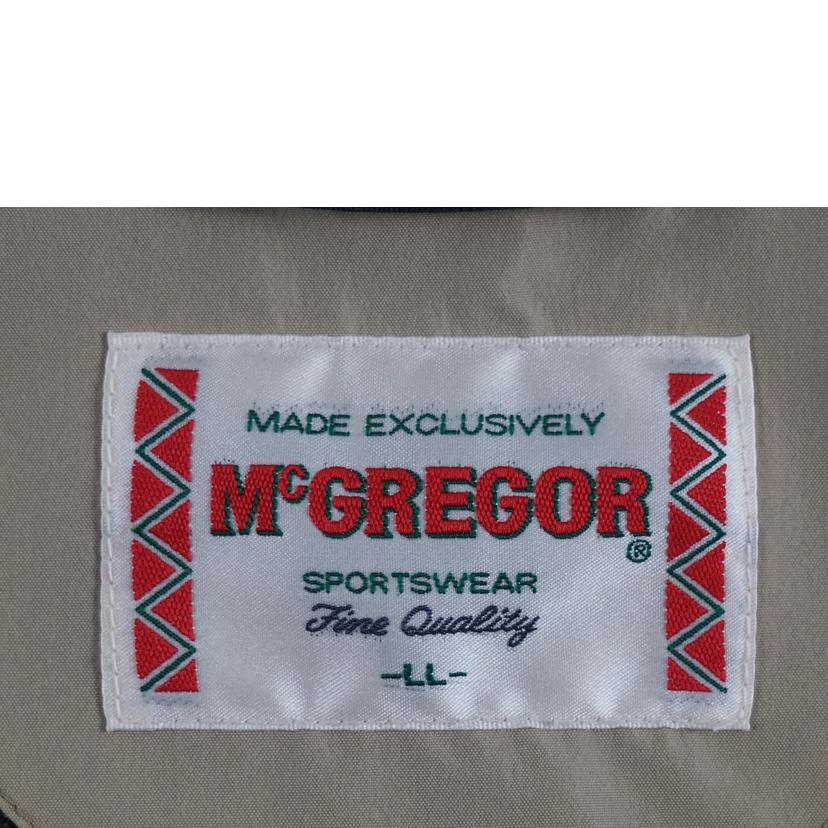 MADE EXCLUSIVELY
McGREGOR®
SPORTSWEAR
Fine Quality
-LL-